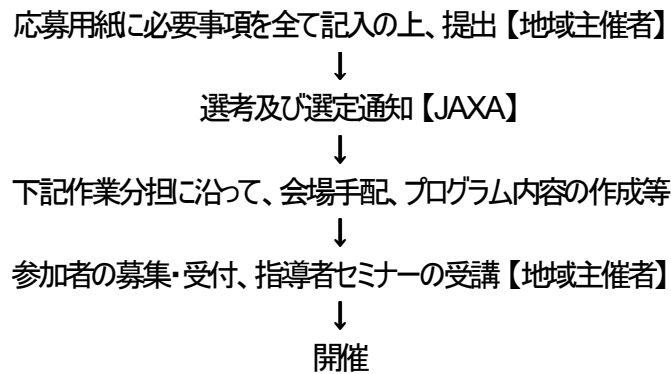 応募用紙に必要事項を全て記入の上、提出【地域主催者】
↓
選考及び選定通知【JAXA】
↓
下記作業分担に沿って、会場手配、プログラム内容の作成等
↓
参加者の募集・受付、指導者セミナーの受講【地域主催者】
↓
開催